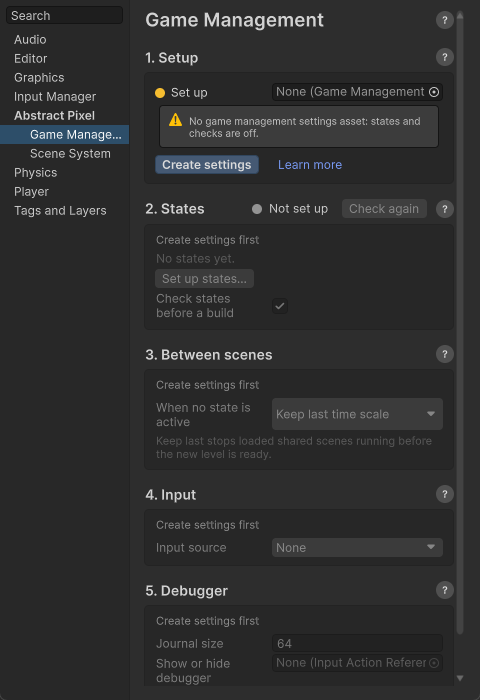 Search
Audio
Editor
Graphics
Input Manager
Abstract Pixel
Game Manage...
Scene System
Physics
Player
Tags and Layers
Game Management
?
1. Setup
?
Set up
None (Game Management
No game management settings asset: states and
checks are off.
Create settings
Learn more
2. States
Not set up
Check again
?
Create settings first
No states yet.
Set up states...
Check states
before a build
3. Between scenes
?
Create settings first
When no state is
active
Keep last time scale
Keep last stops loaded shared scenes running before
the new level is ready.
4. Input
?
Create settings first
Input source
None
5. Debugger
?
Create settings first
Journal size
64
Show or hide
debugger
None (Input Action Referer